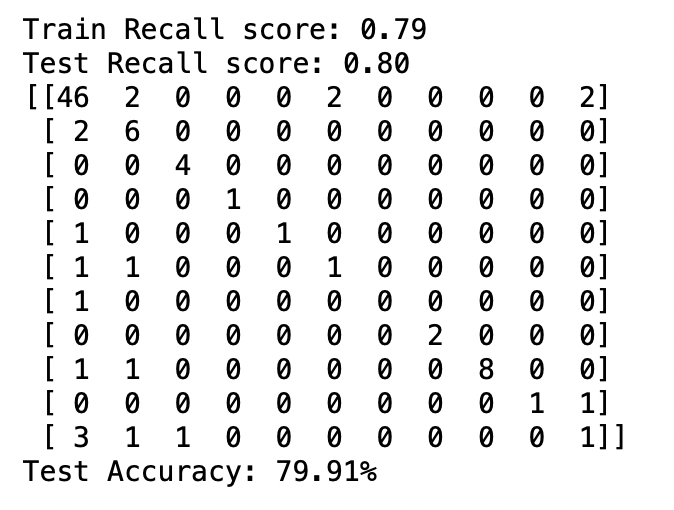 Train Recall score: 0.79
Test Recall score: 0.80
[[46 2 0 0 0 2 0 0 0 0 2]
[ 2 6 0 0 0 0 0 0 0 0 0]
[ 0 0 4 0 0 0 0 0 0 0 0]
[ 0 0 0 1 0 0 0 0 0 0 0]
[ 1 0 0 0 1 0 0 0 0 0 0]
[ 1 1 0 0 0 1 0 0 0 0 0]
[ 1 0 0 0 0 0 0 0 0 0 0]
[ 0 0 0 0 0 0 0 2 0 0 0]
[ 1 1 0 0 0 0 0 0 8 0 0]
[ 0 0 0 0 0 0 0 0 0 1 1]
[ 3 1 1 0 0 0 0 0 0 0 1]]
Test Accuracy: 79.91%